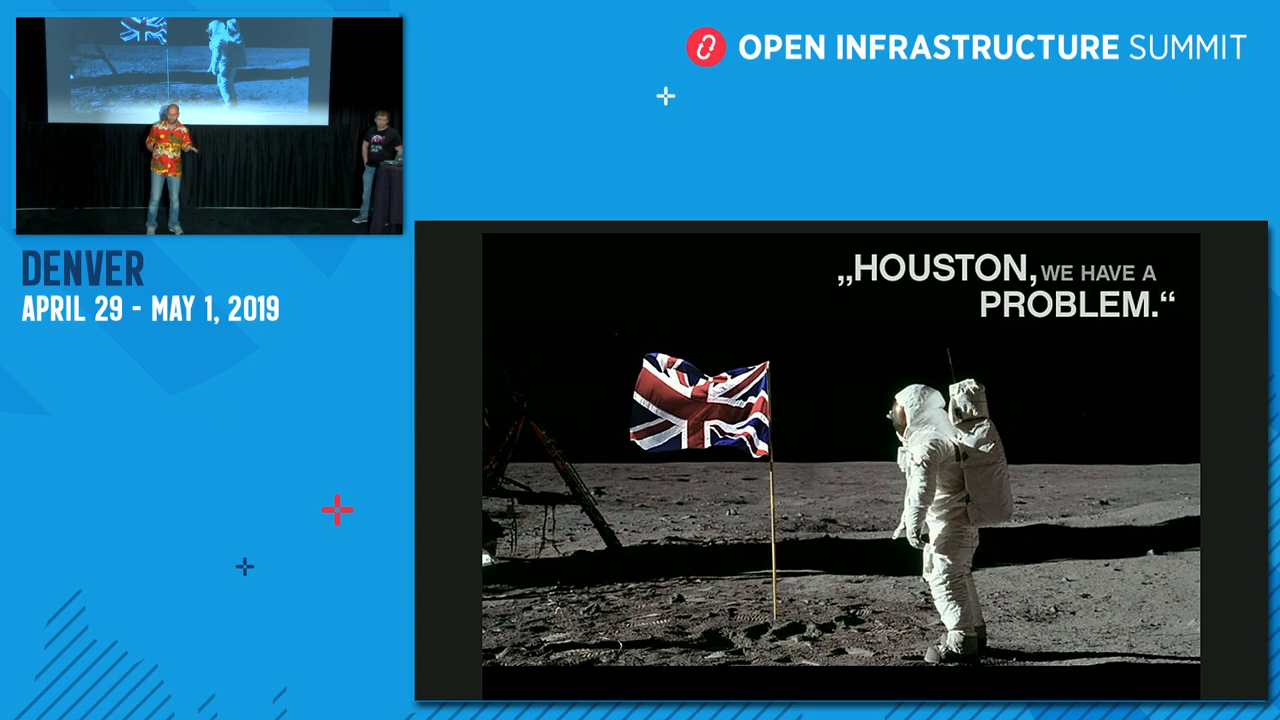 OPEN INFRASTRUCTURE SUMMIT
DENVER
APRIL 29 - MAY 1, 2019
„HOUSTON, WE HAVE A
PROBLEM.“